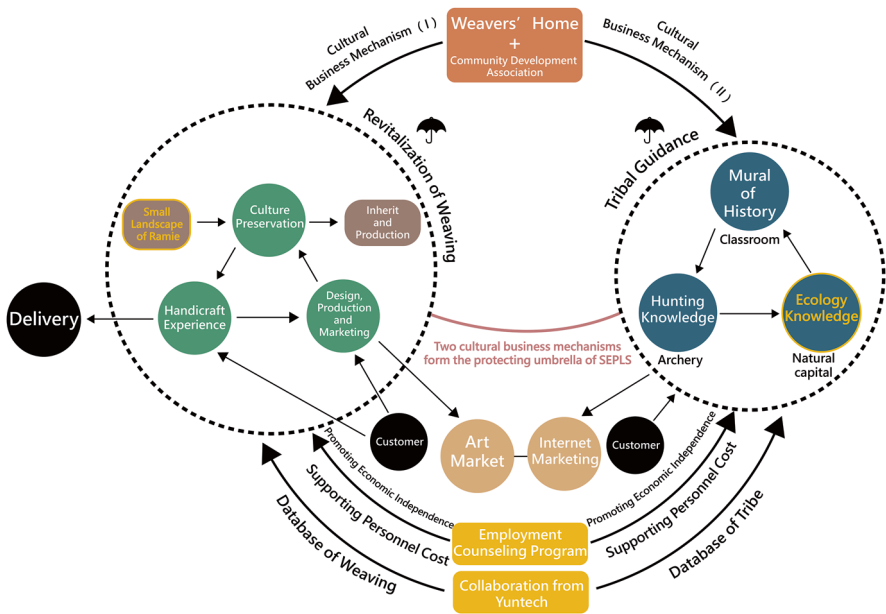 Weavers' Home
+
Community Development
Association
Cultural
Business Mechanism (I)
Cultural
Business Mechanism (II)
Revitalization of Weaving
Tribal Guidance
Small
Landscape
of Ramie
Culture
Preservation
Inherit
and
Production
Handicraft
Experience
Design,
Production
and
Marketing
Delivery
Mural
of
History
Classroom
Hunting
Knowledge
Archery
Ecology
Knowledge
Natural
capital
Two cultural business mechanisms
form the protecting umbrella of SEPLS
Customer
Art
Market
Internet
Marketing
Customer
Promoting Economic Independence
Supporting Personnel Cost
Database of Weaving
Promoting Economic Independence
Supporting Personnel Cost
Database of Tribe
Employment
Counseling Program
Collaboration from
Yuntech